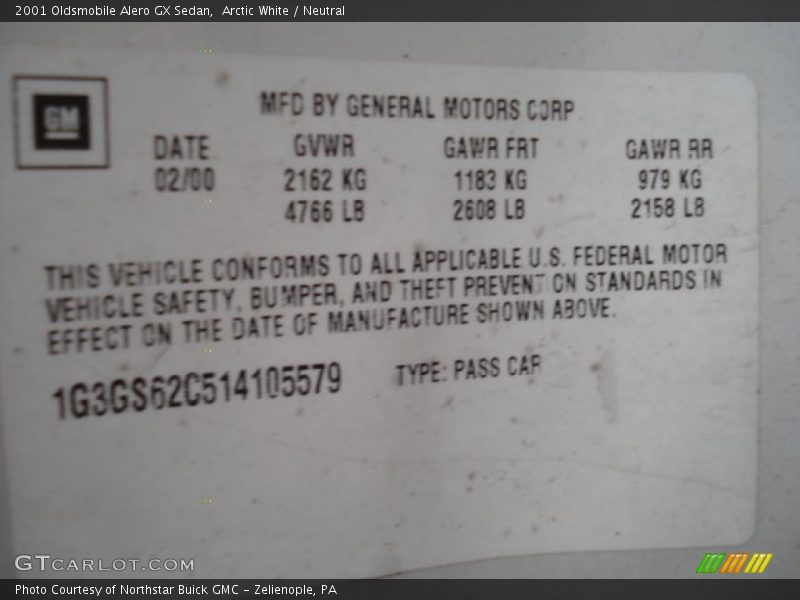 2001 Oldsmobile Alero GX Sedan,  Arctic White / Neutral
GM
MFD BY GENERAL MOTORS CORP
DATE GVWR GAWR FRT GAWR RR
02/00 2162 KG 1183 KG 979 KG
4766 LB 2608 LB 2158 LB
THIS VEHICLE CONFORMS TO ALL APPLICABLE U.S. FEDERAL MOTOR
VEHICLE SAFETY, BUMPER, AND THEFT PREVENTION STANDARDS IN
EFFECT ON THE DATE OF MANUFACTURE SHOWN ABOVE.
1G3GS62C514105579 TYPE: PASS CAR
GTCARLOT.COM
Photo Courtesy of Northstar Buick GMC - Zelienople, PA